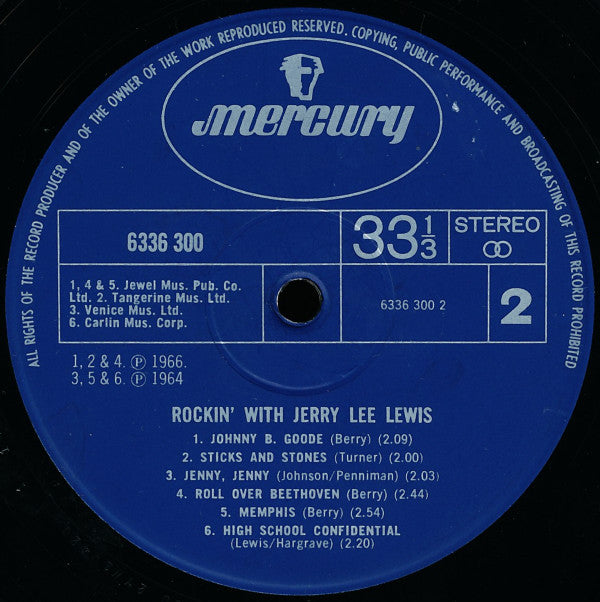 ALL RIGHTS OF THE RECORD PRODUCER AND OF THE OWNER OF THE WORK REPRODUCED RESERVED. COPYING, PUBLIC PERFORMANCE AND BROADCASTING OF THIS RECORD PROHIBITED
mercury
6336 300
33 1/3
STEREO
1, 4 & 5. Jewel Mus. Pub. Co.
Ltd. 2. Tangerine Mus. Ltd.
3. Venice Mus. Ltd.
6. Carlin Mus. Corp.
6336 300 2
2
1, 2 & 4. ℗ 1966.
3, 5 & 6. ℗ 1964
ROCKIN' WITH JERRY LEE LEWIS
1. JOHNNY B. GOODE (Berry) (2.09)
2. STICKS AND STONES (Turner) (2.00)
3. JENNY, JENNY (Johnson/Penniman) (2.03)
4. ROLL OVER BEETHOVEN (Berry) (2.44)
5. MEMPHIS (Berry) (2.54)
6. HIGH SCHOOL CONFIDENTIAL
(Lewis/Hargrave) (2.20)